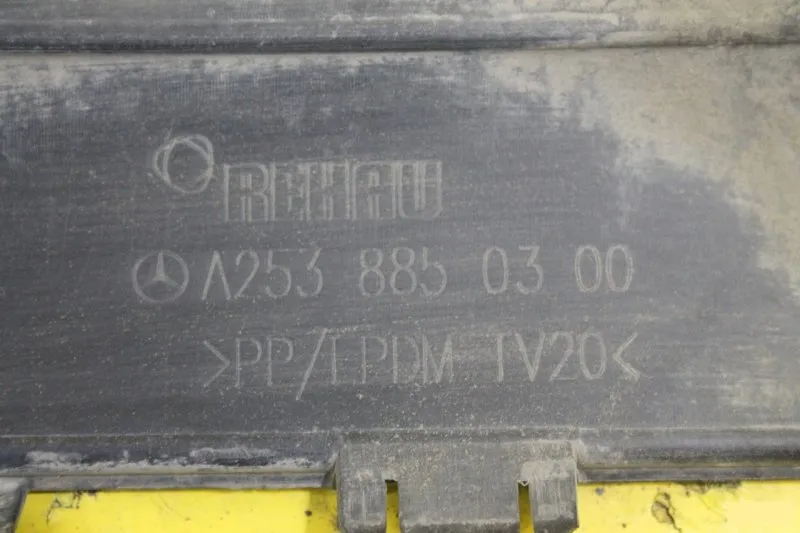 REHAU
A253 885 03 00
>PP/EPDM TV20<